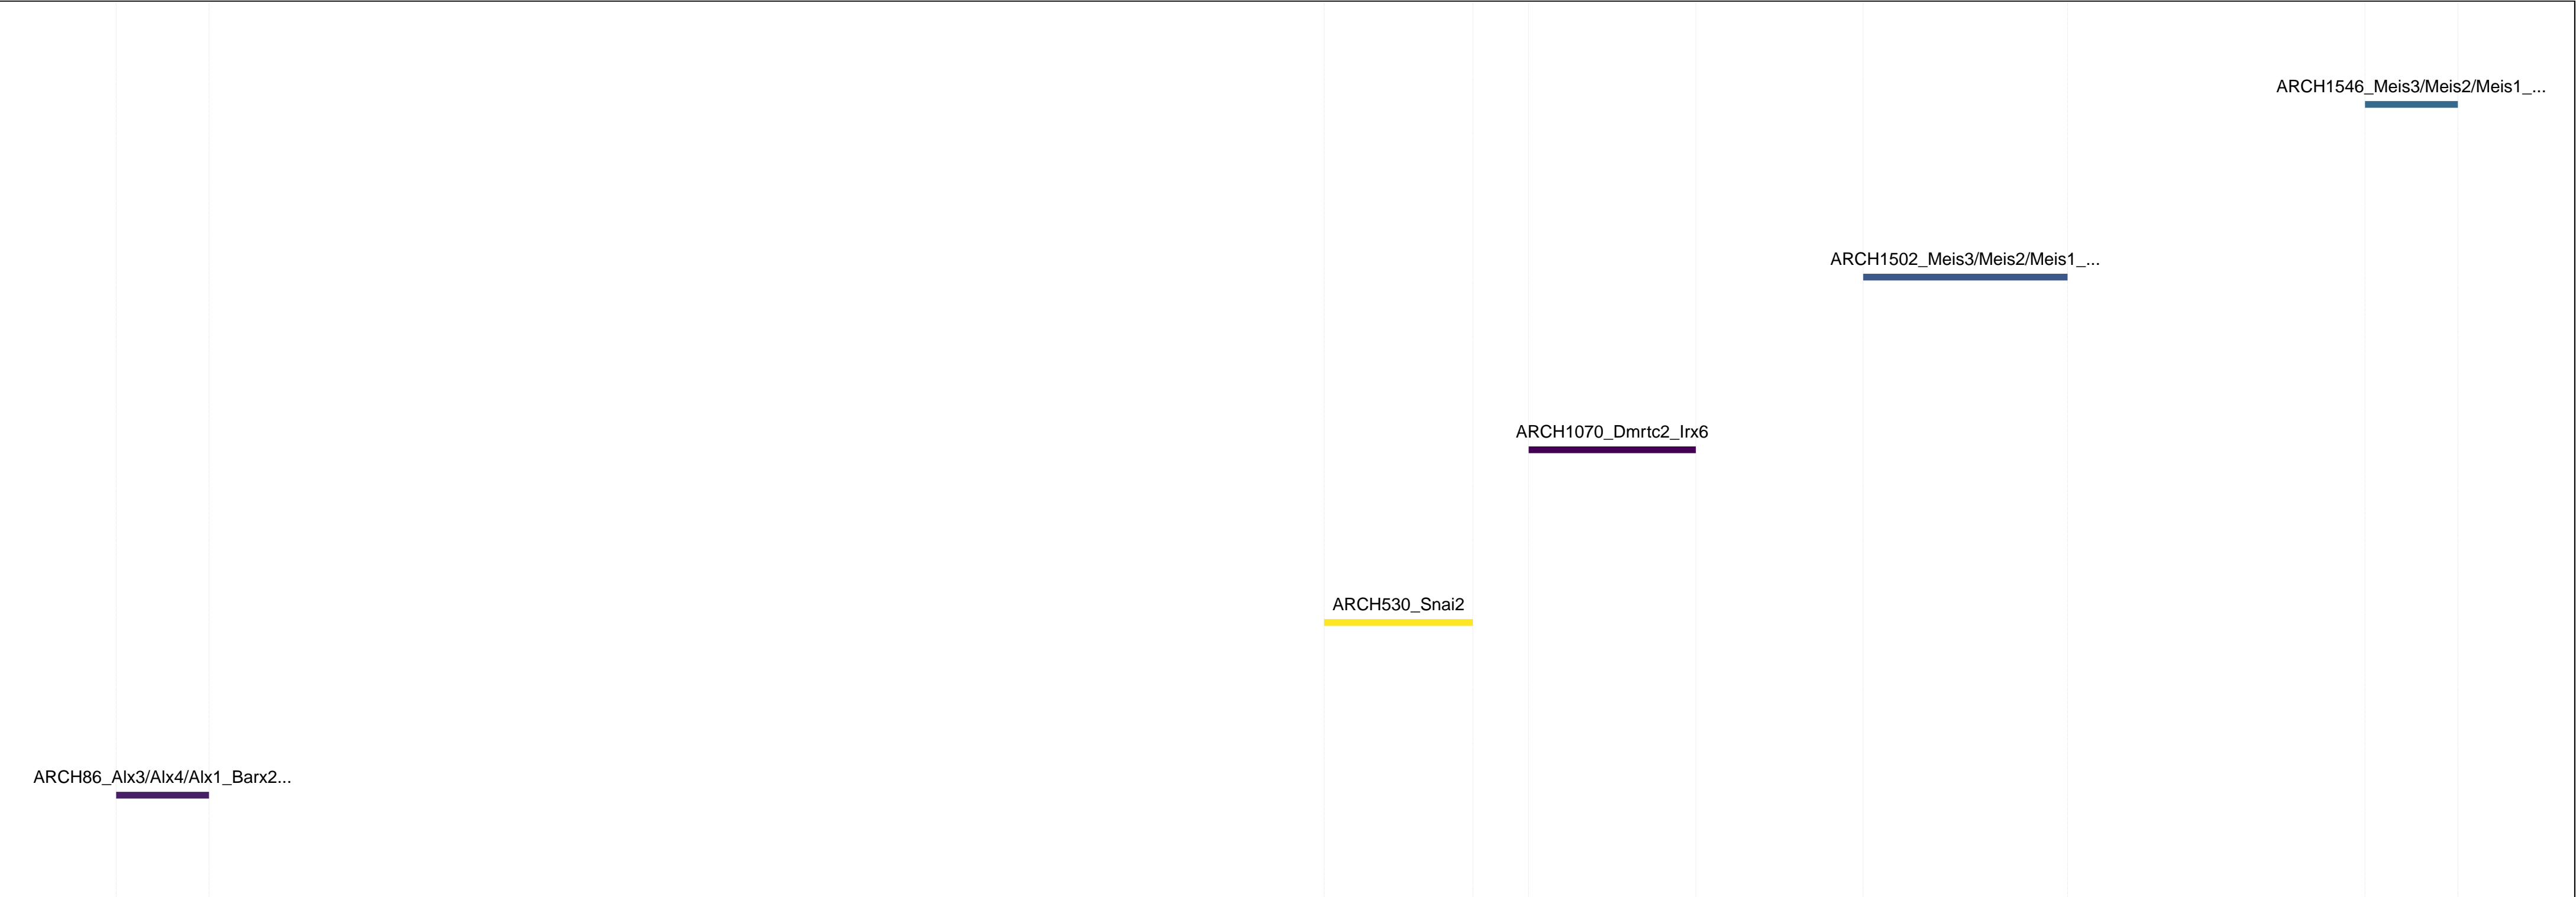 ARCH1546_Meis3/Meis2/Meis1_...
ARCH1502_Meis3/Meis2/Meis1_...
ARCH1070_Dmrtc2_Irx6
ARCH530_Snai2
ARCH86_Alx3/Alx4/Alx1_Barx2...